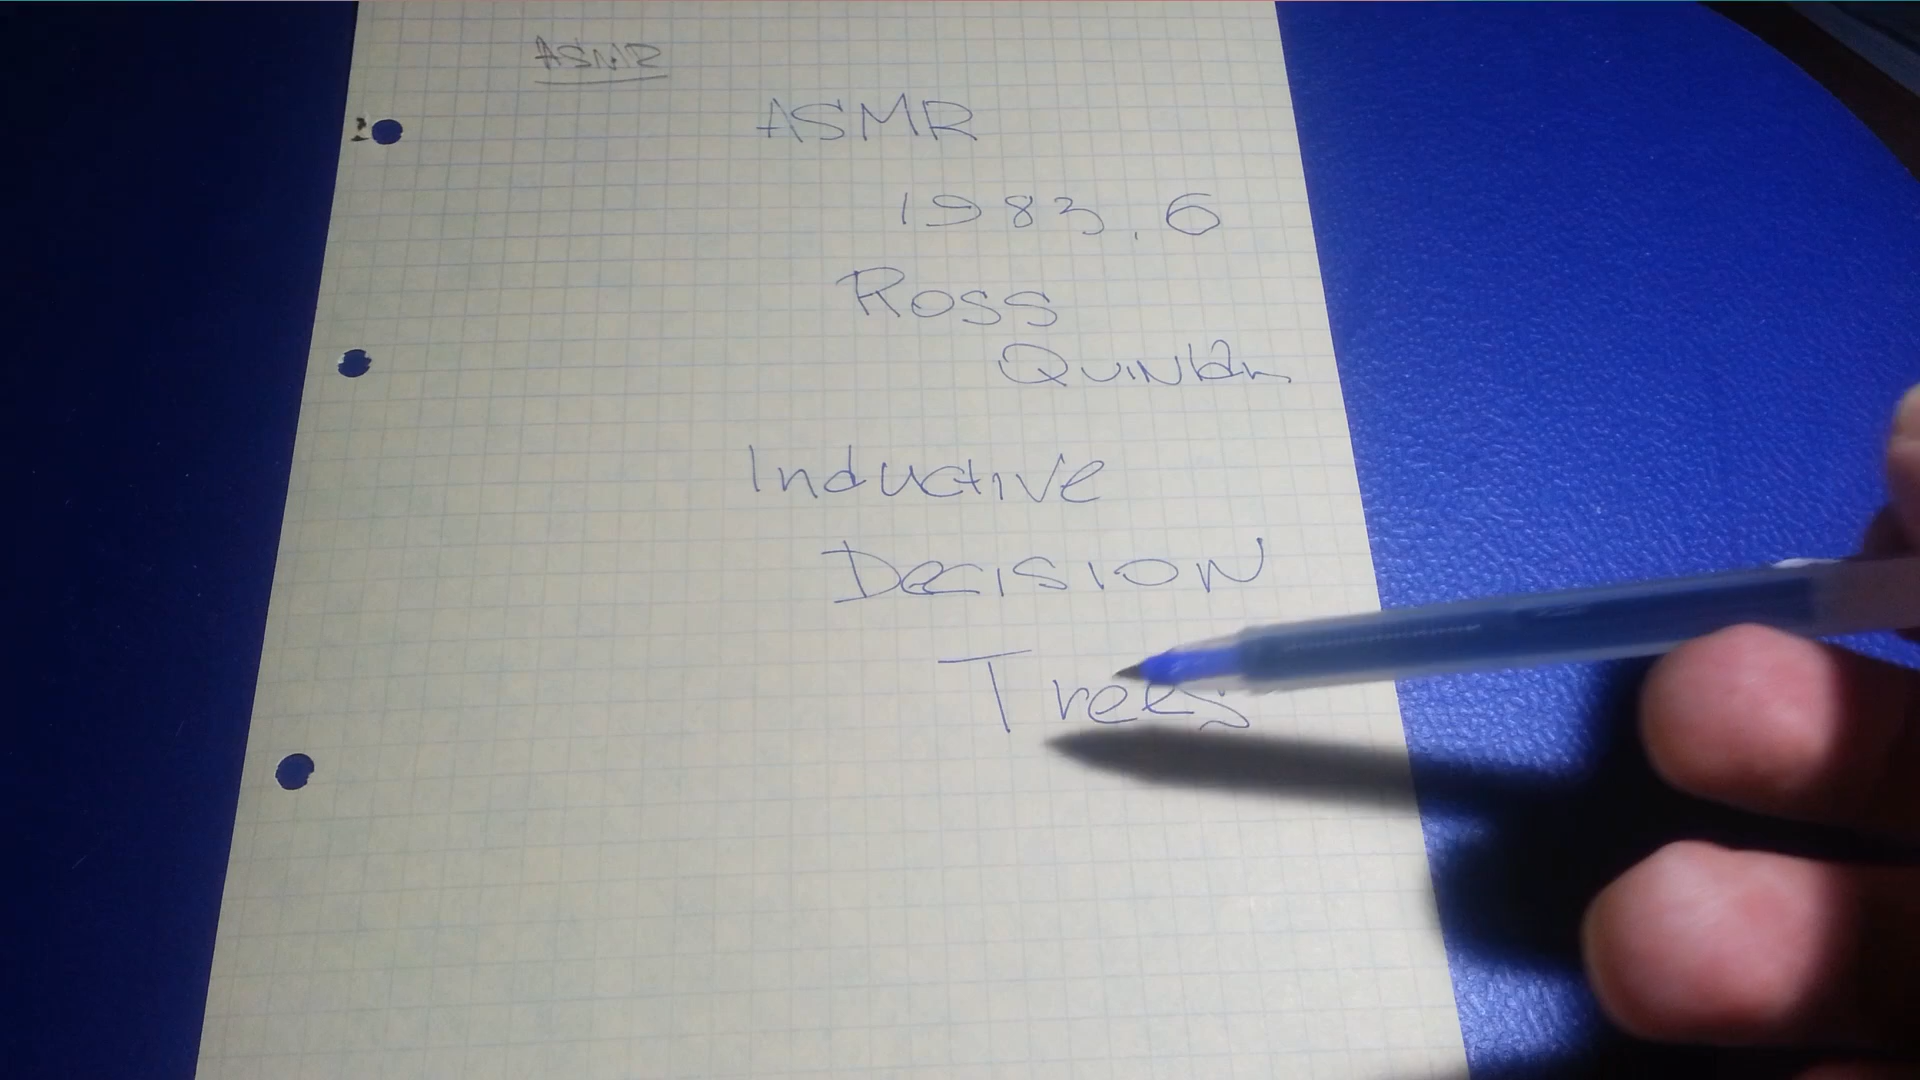 ASMR
ASMR
1983.6
Ross
Quinlan
Inductive
Decision
Trees